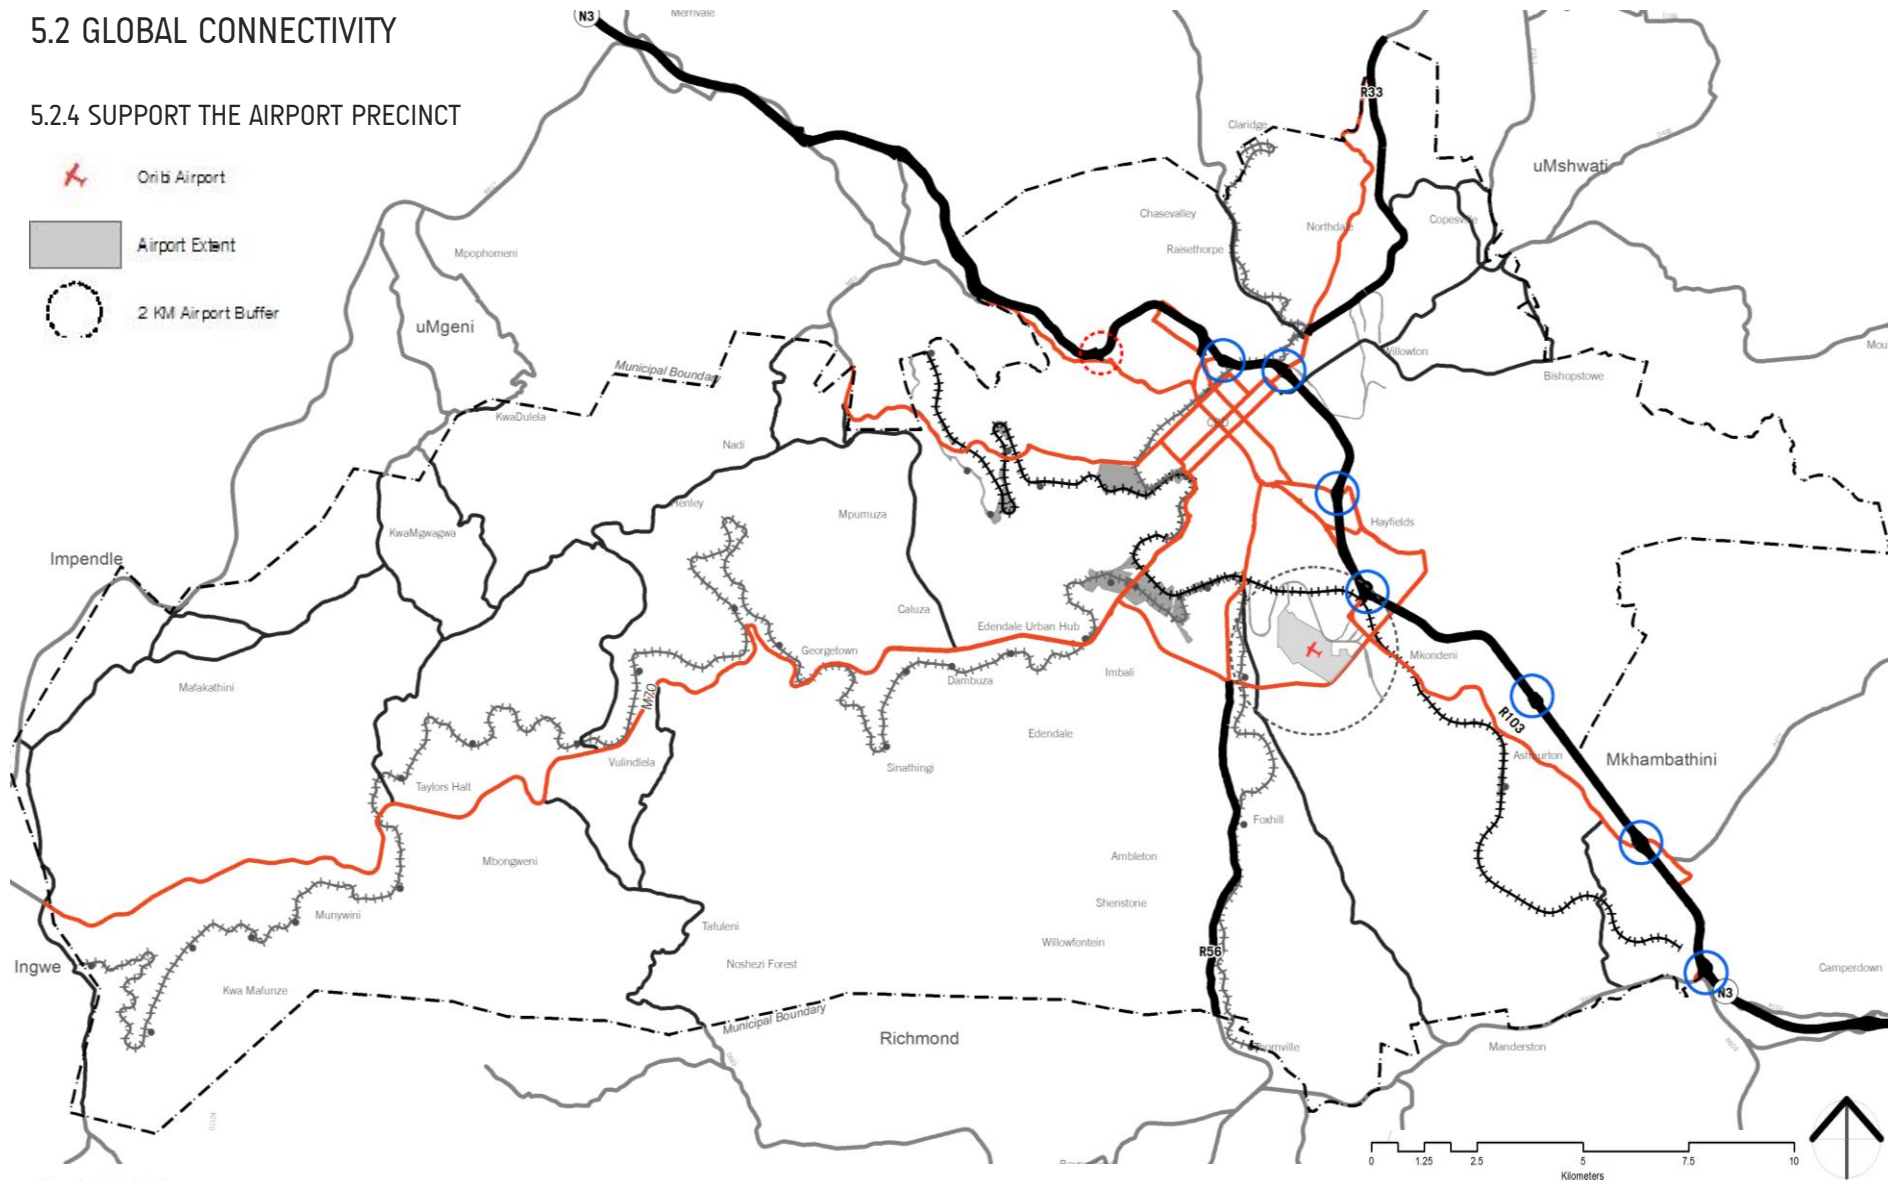 5.2 GLOBAL CONNECTIVITY
5.2.4 SUPPORT THE AIRPORT PRECINCT
Oribi Airport
Airport Extent
2 KM Airport Buffer
N3
Merrivale
R33
Claridge
uMshwati
Chasevalley
Northdale
Copesville
Raisethorpe
Mpophomeni
uMgeni
Municipal Boundary
Willowton
Bishopstowe
KwaDulela
Nadi
CBD
Henley
Mpumuza
Hayfields
KwaMgwagwa
Impendle
Caluza
Edendale Urban Hub
Georgetown
Mkondeni
Mafakathini
Dambuza
Imbali
M70
R103
Edendale
Vulindlela
Sinathingi
Ashburton
Mkhambathini
Taylors Halt
Foxhill
Mbongweni
Ambleton
Shenstone
Munywini
Tafuleni
Willowfontein
R56
Ingwe
Noshezi Forest
Camperdown
Kwa Mafunze
N3
Municipal Boundary
Richmond
Thornville
Manderston
0 1.25 2.5 5 7.5 10
Kilometers